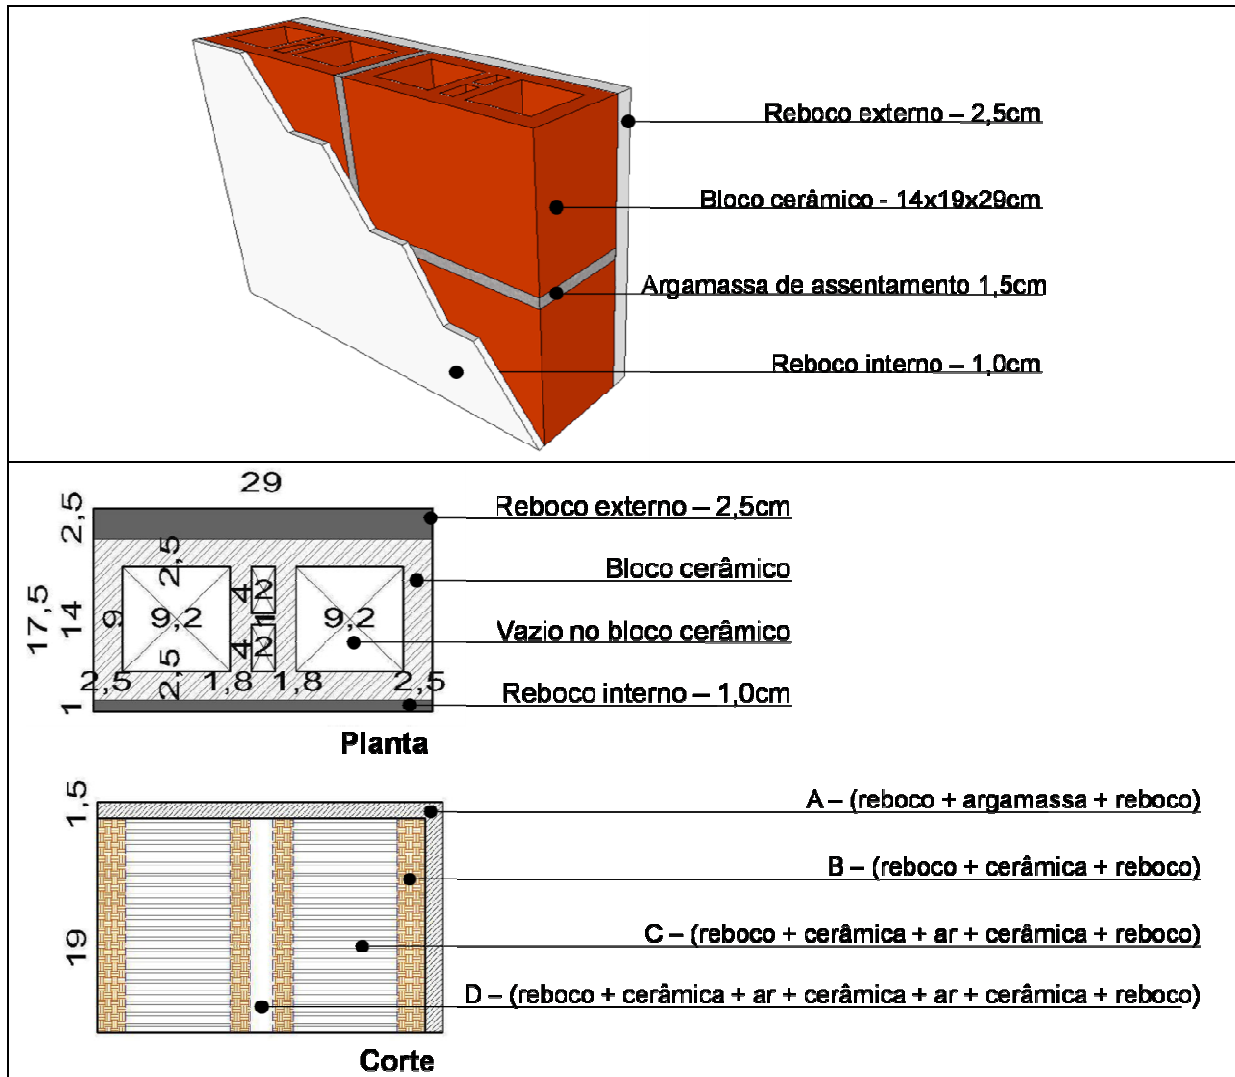 Reboco externo – 2,5cm
Bloco cerâmico - 14x19x29cm
Argamassa de assentamento 1,5cm
Reboco interno – 1,0cm
29
2,5
17,5
14
1
2,5
9
9,2
4
2
1
4
2
9,2
2,5
2,5
1,8
1,8
2,5
Reboco externo – 2,5cm
Bloco cerâmico
Vazio no bloco cerâmico
Reboco interno – 1,0cm
Planta
1,5
19
A – (reboco + argamassa + reboco)
B – (reboco + cerâmica + reboco)
C – (reboco + cerâmica + ar + cerâmica + reboco)
D – (reboco + cerâmica + ar + cerâmica + ar + cerâmica + reboco)
Corte